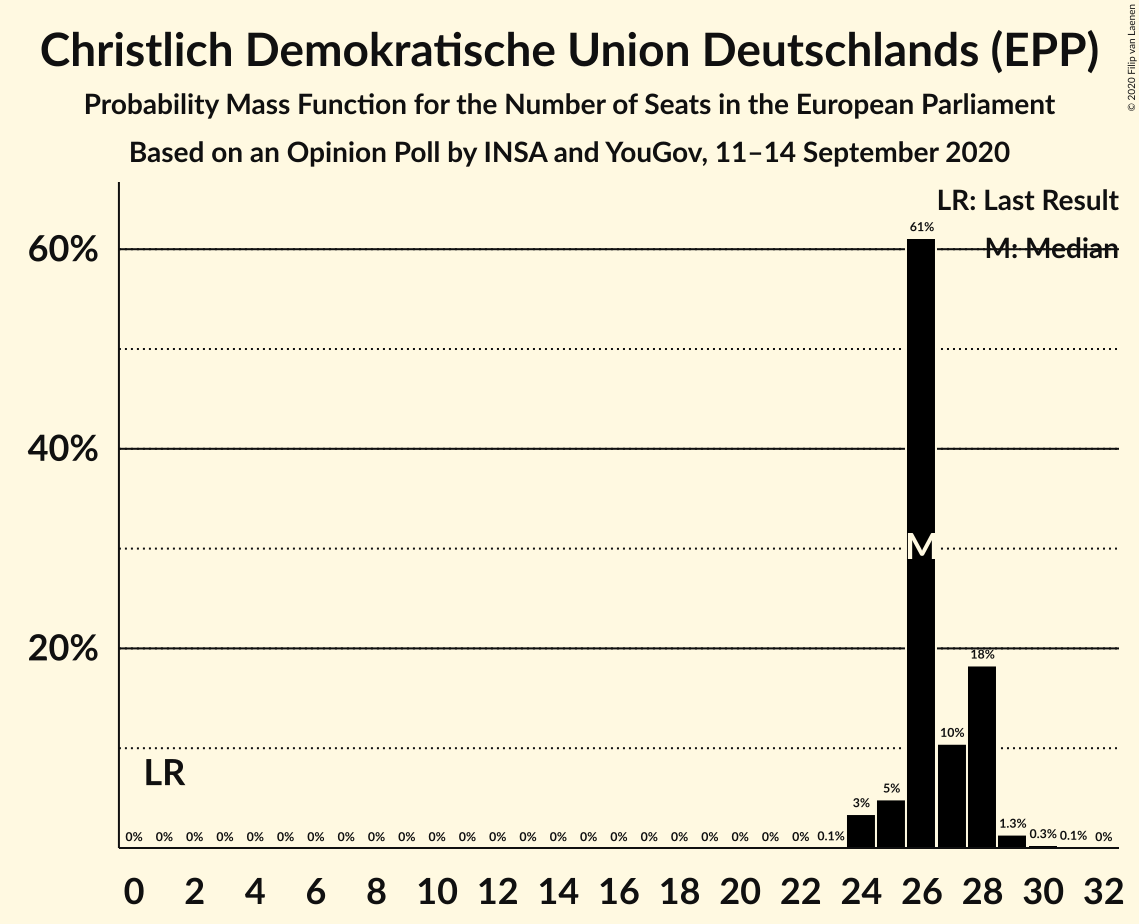 Christlich Demokratische Union Deutschlands (EPP)
Probability Mass Function for the Number of Seats in the European Parliament
Based on an Opinion Poll by INSA and YouGov, 11–14 September 2020
© 2020 Filip van Laenen
LR: Last Result
M: Median
60%
40%
20%
61%
M
18%
10%
LR
3%
5%
0% 0% 0% 0% 0% 0% 0% 0% 0% 0% 0% 0% 0% 0% 0% 0% 0% 0% 0% 0% 0% 0% 0% 0.1% 1.3% 0.3% 0.1% 0%
0 2 4 6 8 10 12 14 16 18 20 22 24 26 28 30 32